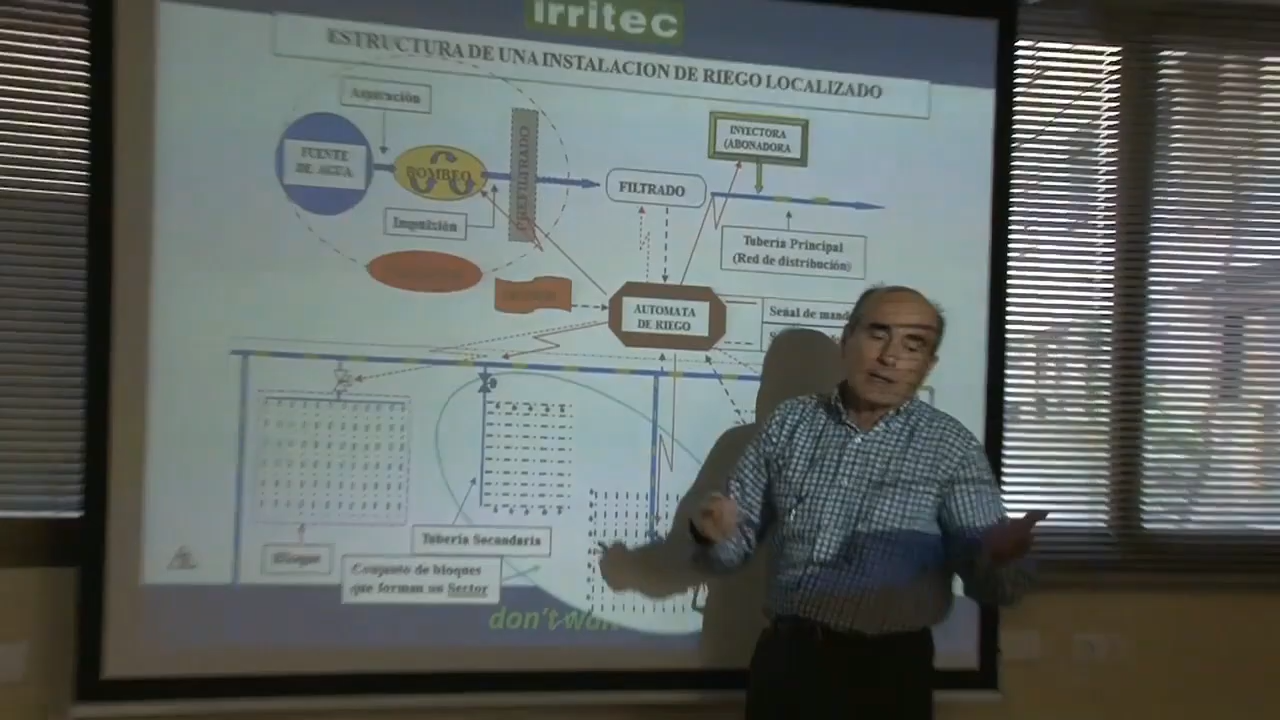 irritec
ESTRUCTURA DE UNA INSTALACION DE RIEGO LOCALIZADO
Aspiración
INYECTORA
(ABONADORA
FUENTE
DE AGUA
BOMBEO
PREFILTRADO
FILTRADO
Impulsión
Tubería Principal
(Red de distribución)
AUTOMATA
DE RIEGO
Señal de mand
Tubería Secundaria
Bloque
Conjunto de bloques
que forman un Sector
don't